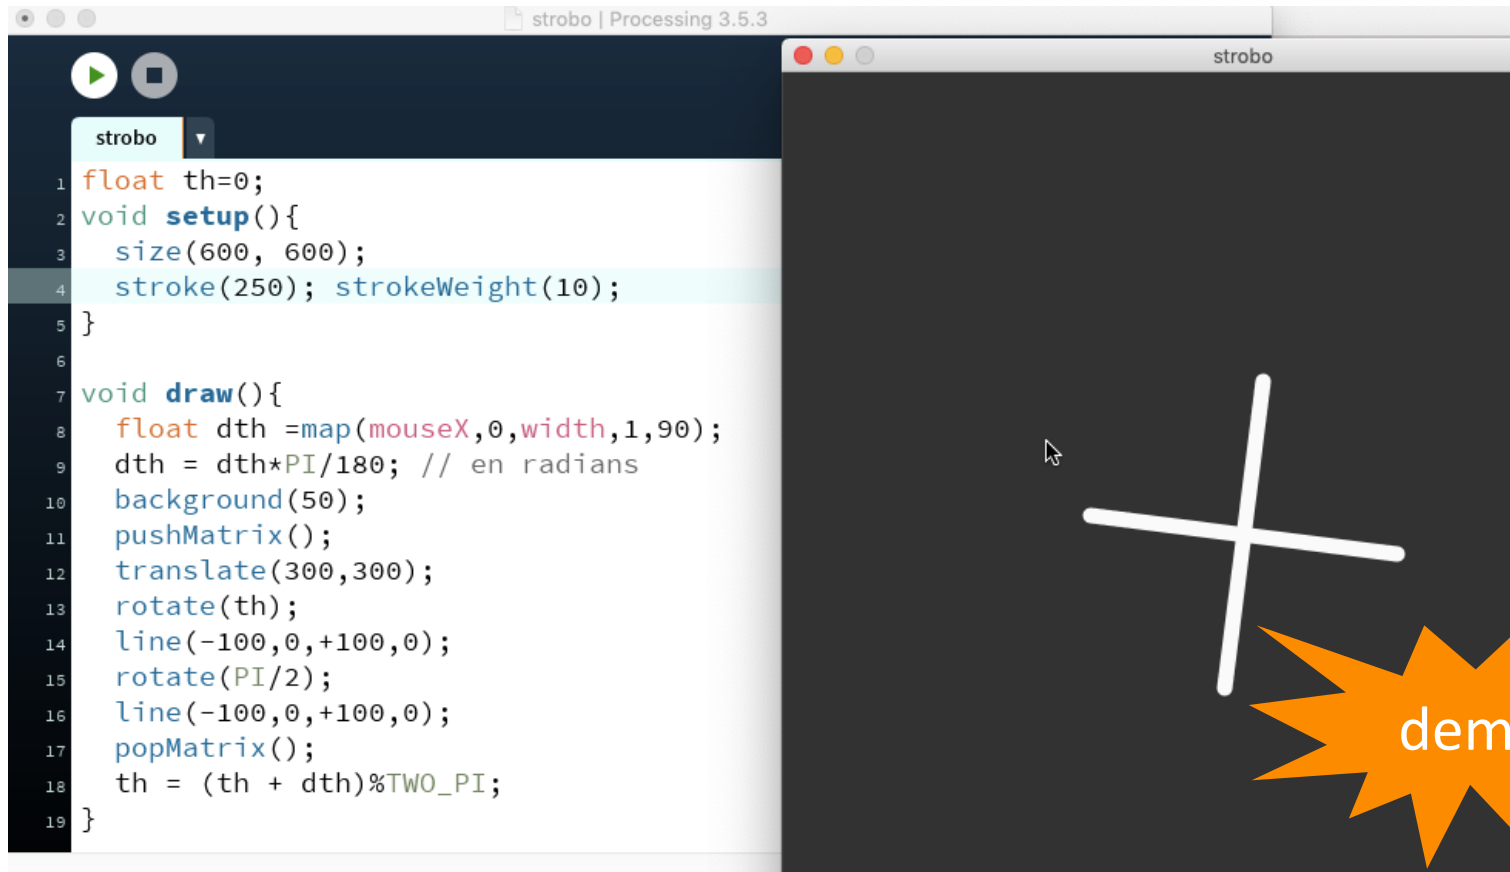 strobo | Processing 3.5.3
strobo
strobo
1 float th=0;
2 void setup(){
3   size(600, 600);
4   stroke(250); strokeWeight(10);
5 }
6
7 void draw(){
8   float dth =map(mouseX,0,width,1,90);
9   dth = dth*PI/180; // en radians
10   background(50);
11   pushMatrix();
12   translate(300,300);
13   rotate(th);
14   line(-100,0,+100,0);
15   rotate(PI/2);
16   line(-100,0,+100,0);
17   popMatrix();
18   th = (th + dth)%TWO_PI;
19 }
dem